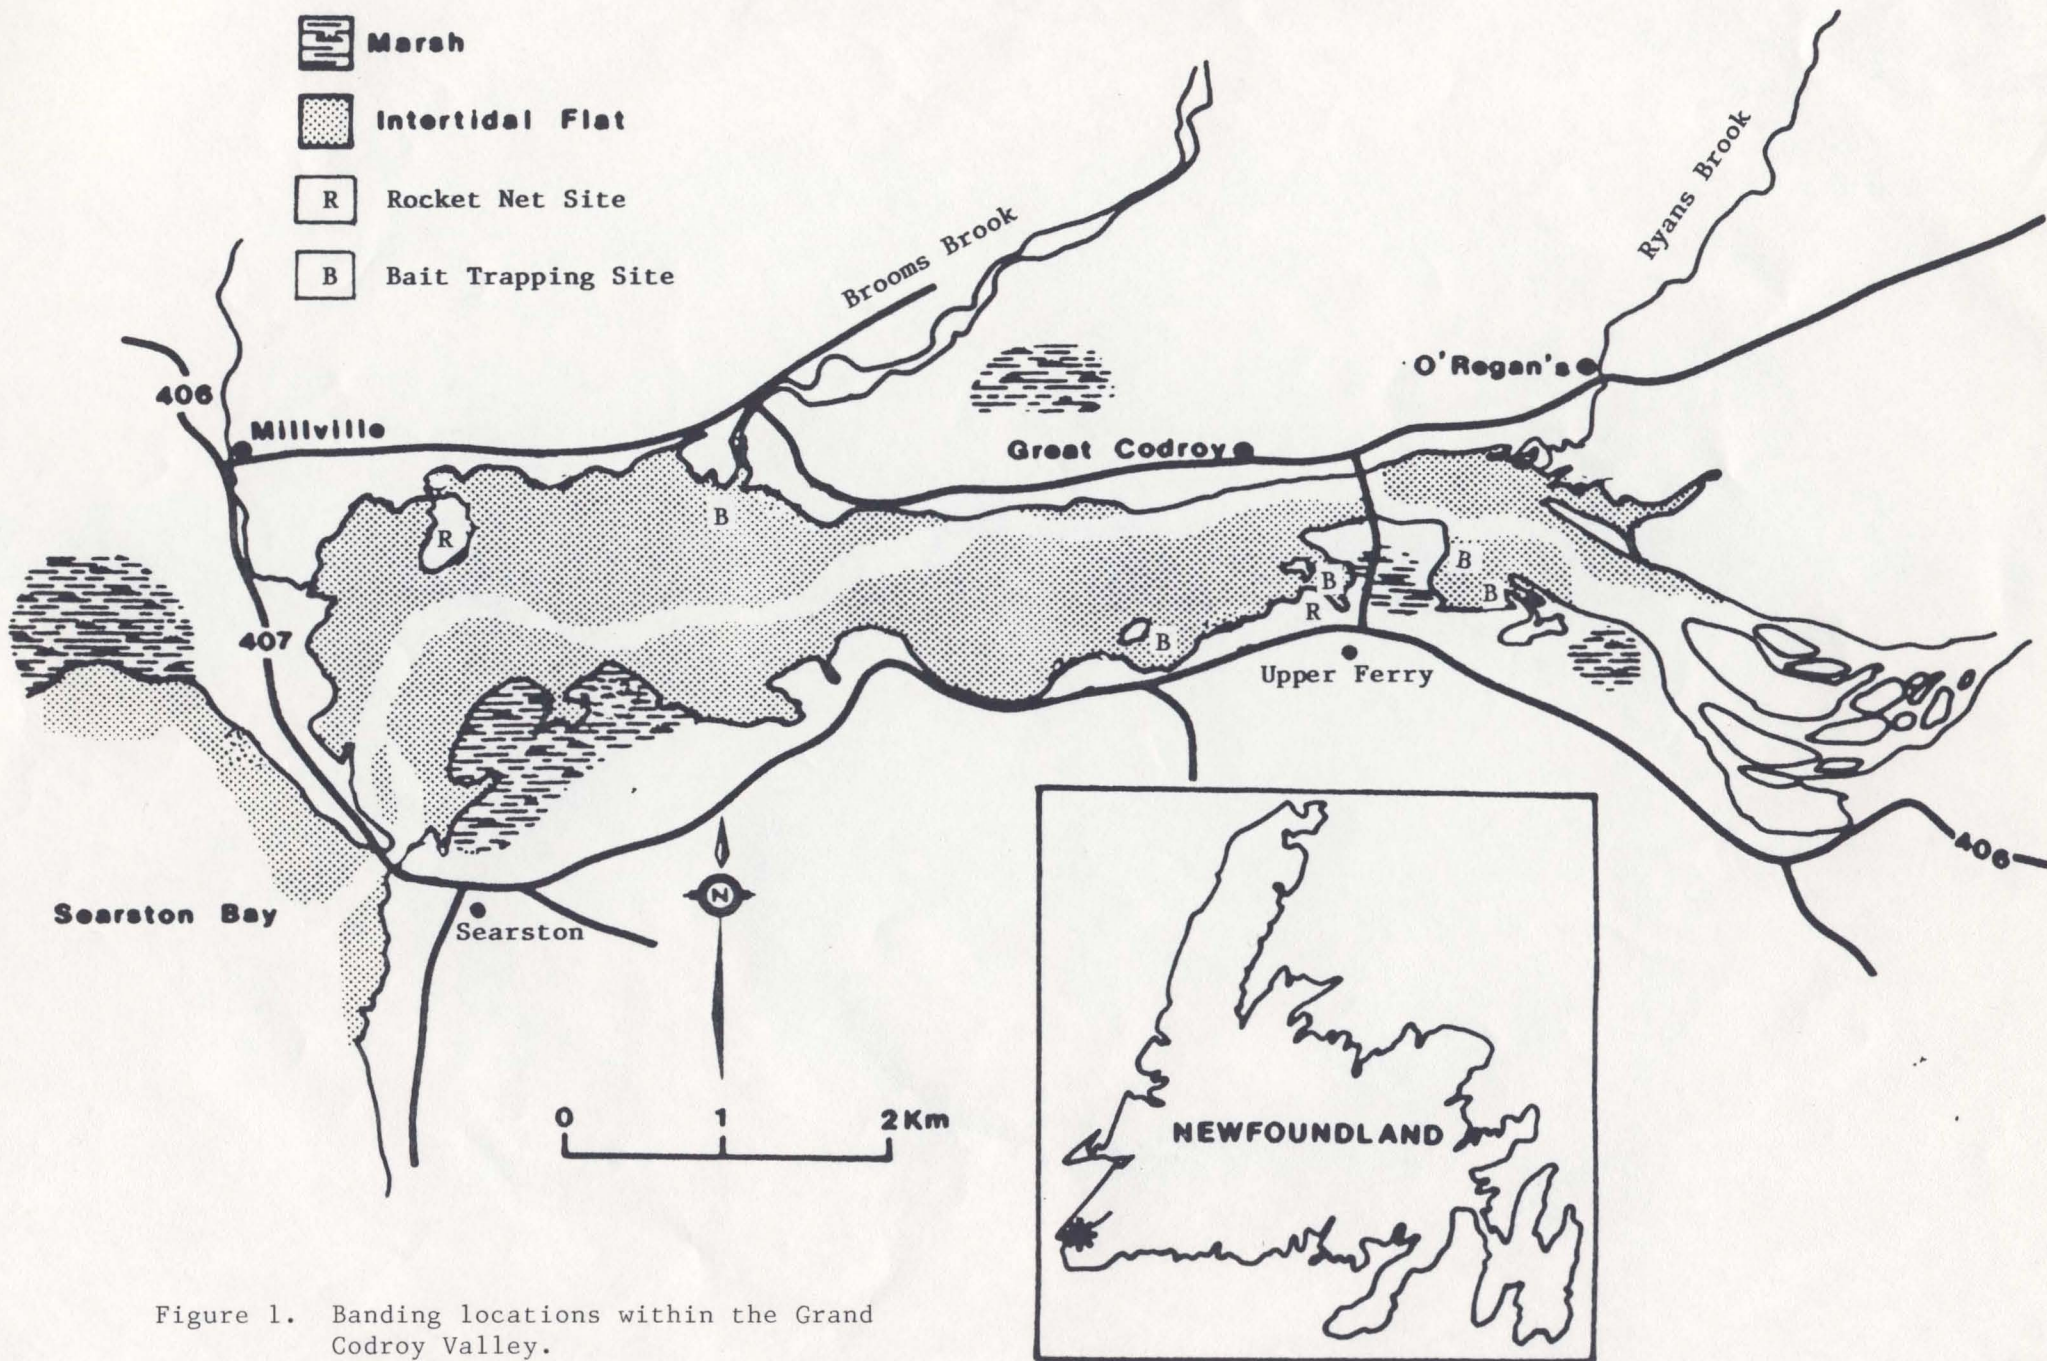 Marsh
Intertidal Flat
R Rocket Net Site
B Bait Trapping Site
Ryans Brook
Brooms Brook
406
Millville
O'Regan's
Great Codroy
B
R
B
B
B
R
B
407
Upper Ferry
406
Searston Bay
Searston
N
0 1 2Km
NEWFOUNDLAND
Figure 1. Banding locations within the Grand
Codroy Valley.